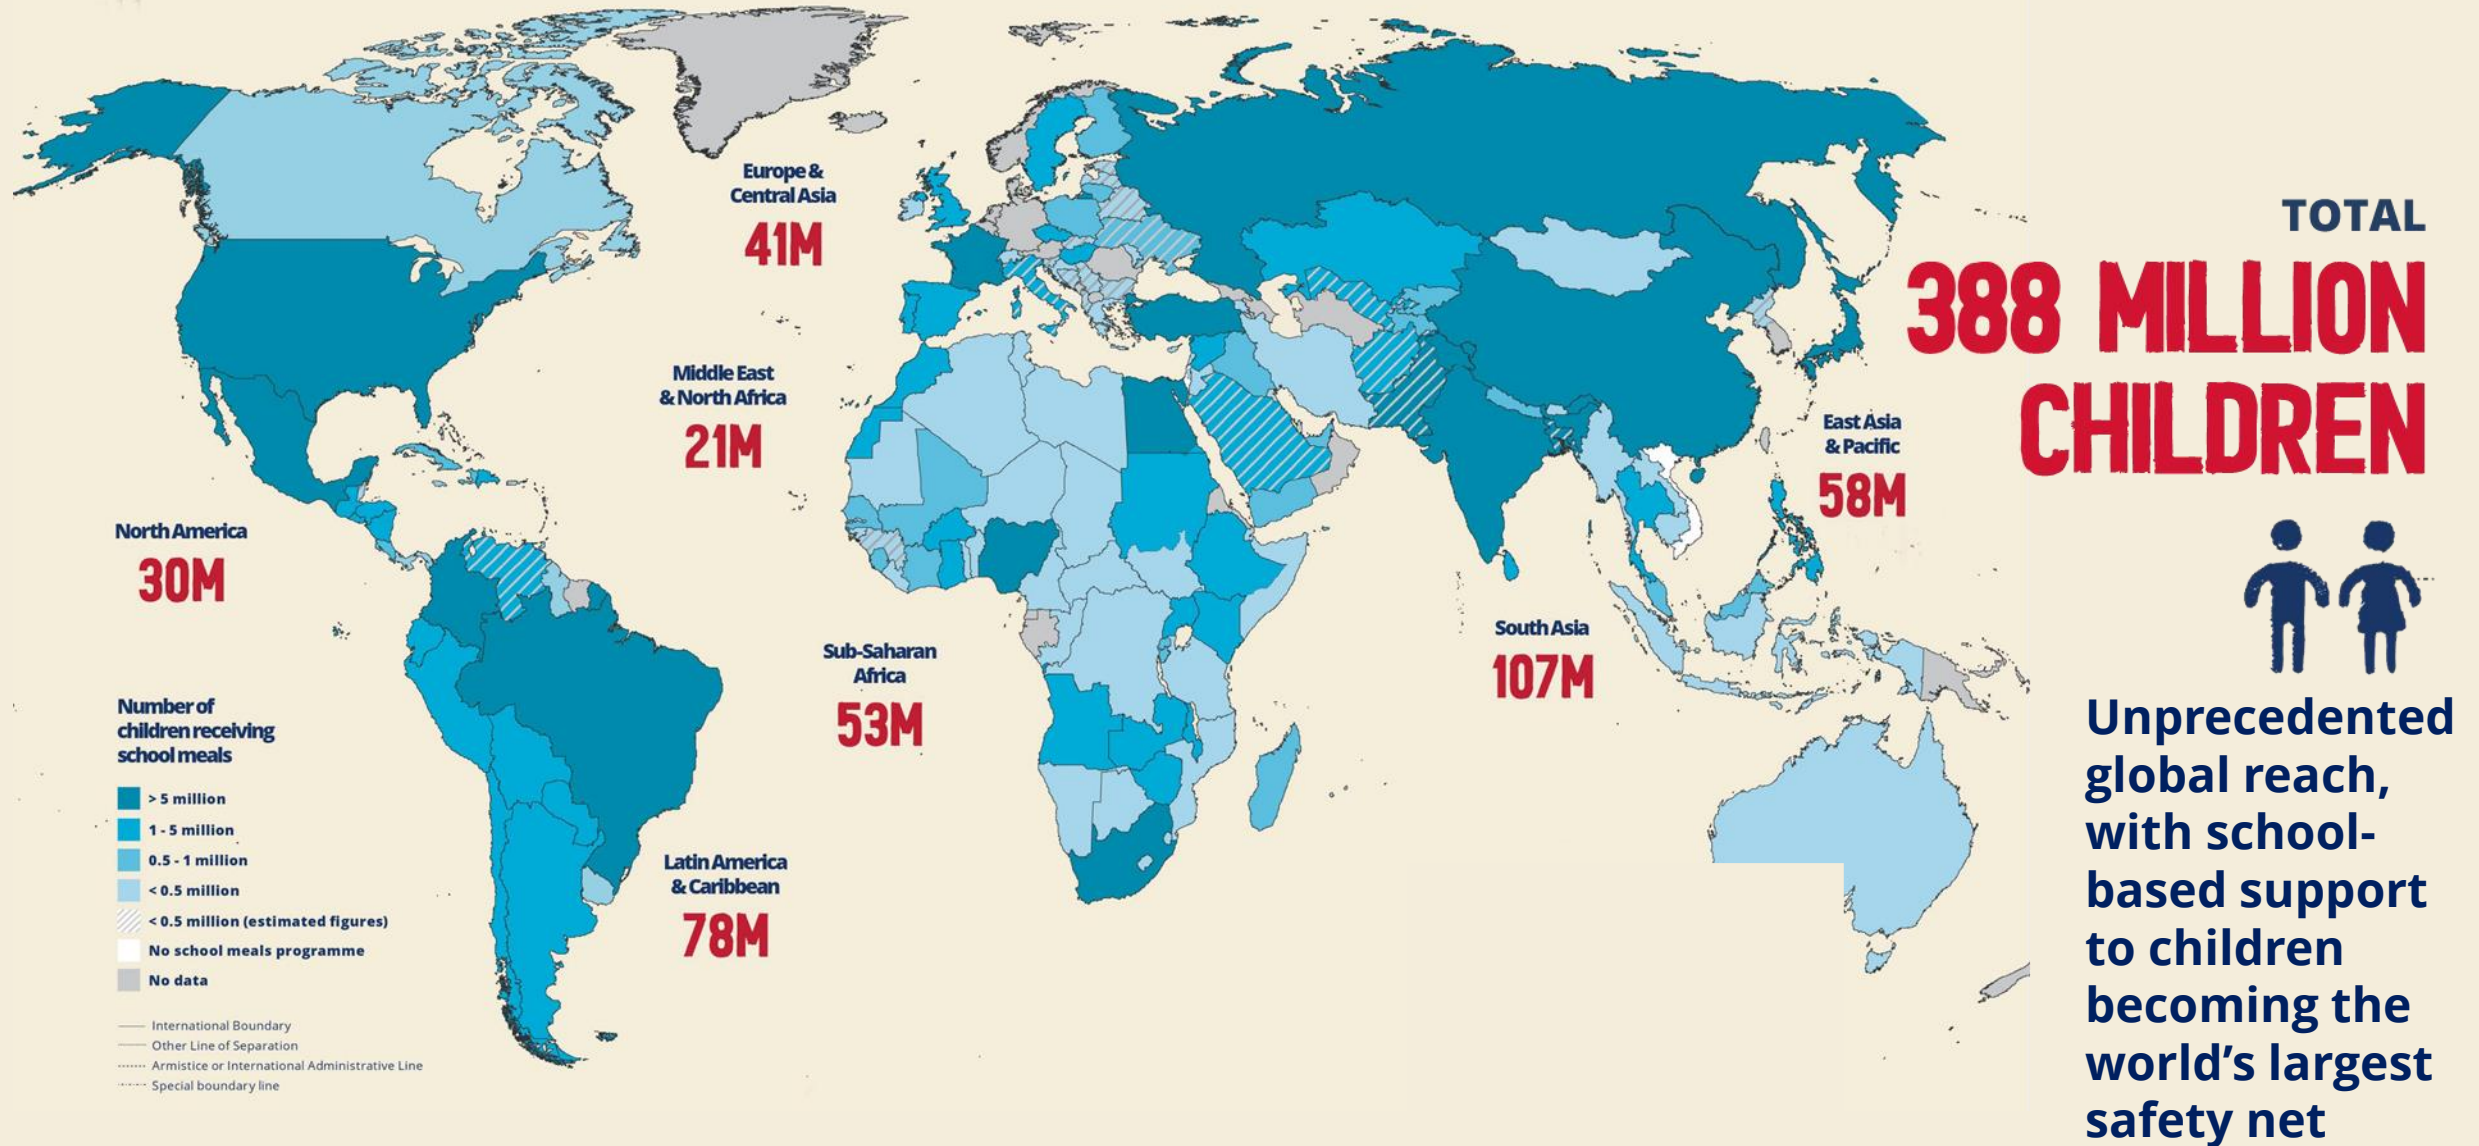 Europe &
Central Asia
41M
Middle East
& North Africa
21M
North America
30M
Sub-Saharan
Africa
53M
Latin America
& Caribbean
78M
South Asia
107M
East Asia
& Pacific
58M
Number of
children receiving
school meals
> 5 million
1 - 5 million
0.5 - 1 million
< 0.5 million
< 0.5 million (estimated figures)
No school meals programme
No data
International Boundary
Other Line of Separation
Armistice or International Administrative Line
Special boundary line
TOTAL
388 MILLION
CHILDREN
Unprecedented
global reach,
with school-
based support
to children
becoming the
world’s largest
safety net